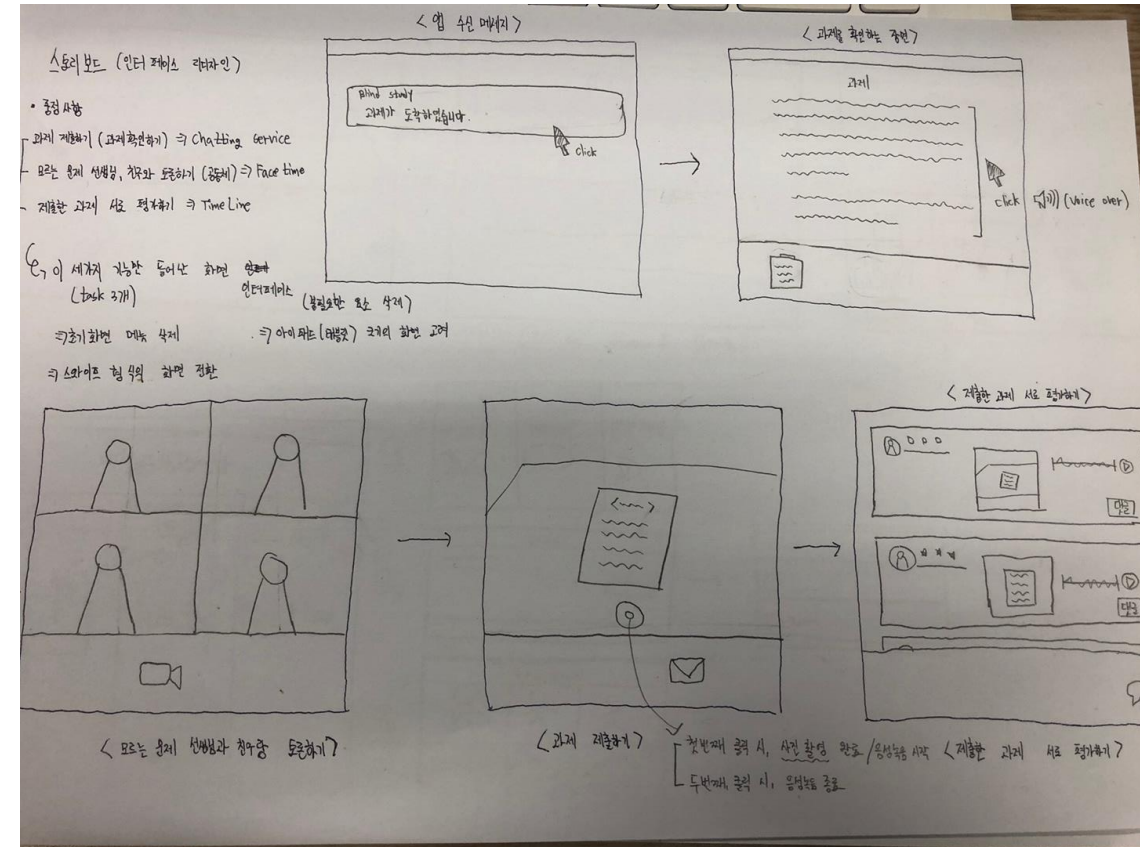 스토리보드 (인터페이스 리디자인)
• 중점사항
- 과제 제출하기 (과제확인하기) ⇒ Chatting service
- 모르는 문제 선생님, 친구와 토론하기 (공동체) ⇒ Face time
- 제출한 과제 서로 평가하기 ⇒ TimeLine
이 세가지 기능만 들어난 화면
인터페이스
(task 3개)
(불필요한 요소 삭제)
⇒ 초기화면 메뉴 삭제
⇒ 아이패드(태블릿) 크기의 화면 고려
⇒ 스와이프 형식의 화면 전환
< 앱 수신 메세지 >
Blind study
과제가 도착하였습니다.
click
< 과제를 확인하는 장면 >
과제
click
(voice over)
< 모르는 문제 선생님과 친구랑 토론하기 >
< 과제 제출하기 >
첫번째 클릭 시, 사진 촬영 완료 / 음성녹음 시작
두번째 클릭 시, 음성녹음 종료
< 제출한 과제 서로 평가하기 >
댓글
댓글
< 제출한 과제 서로 평가하기 >